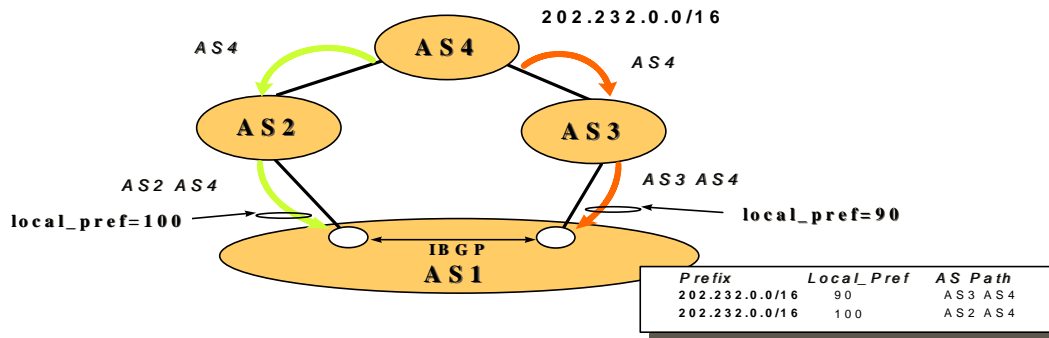 202.232.0.0/16
AS4
AS4
AS4
AS2
AS3
AS2 AS4
AS3 AS4
local_pref=100
local_pref=90
IBGP
AS1
Prefix Local_Pref AS Path
202.232.0.0/16 90 AS3 AS4
202.232.0.0/16 100 AS2 AS4